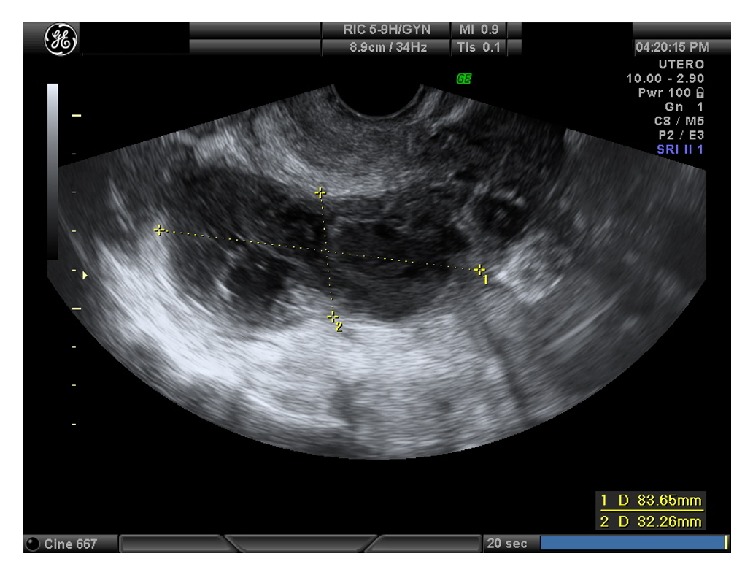 RIC 5-9H/GYN MI 0.9
8.9cm / 34Hz TIs 0.1 04:20:15 PM
UTERO
10.00 - 2.90
Pwr 100
Gn 1
C8 / M5
P2 / E3
SRI II 1
GE
1
2
1 D 83.65mm
2 D 32.26mm
Cine 667 20 sec